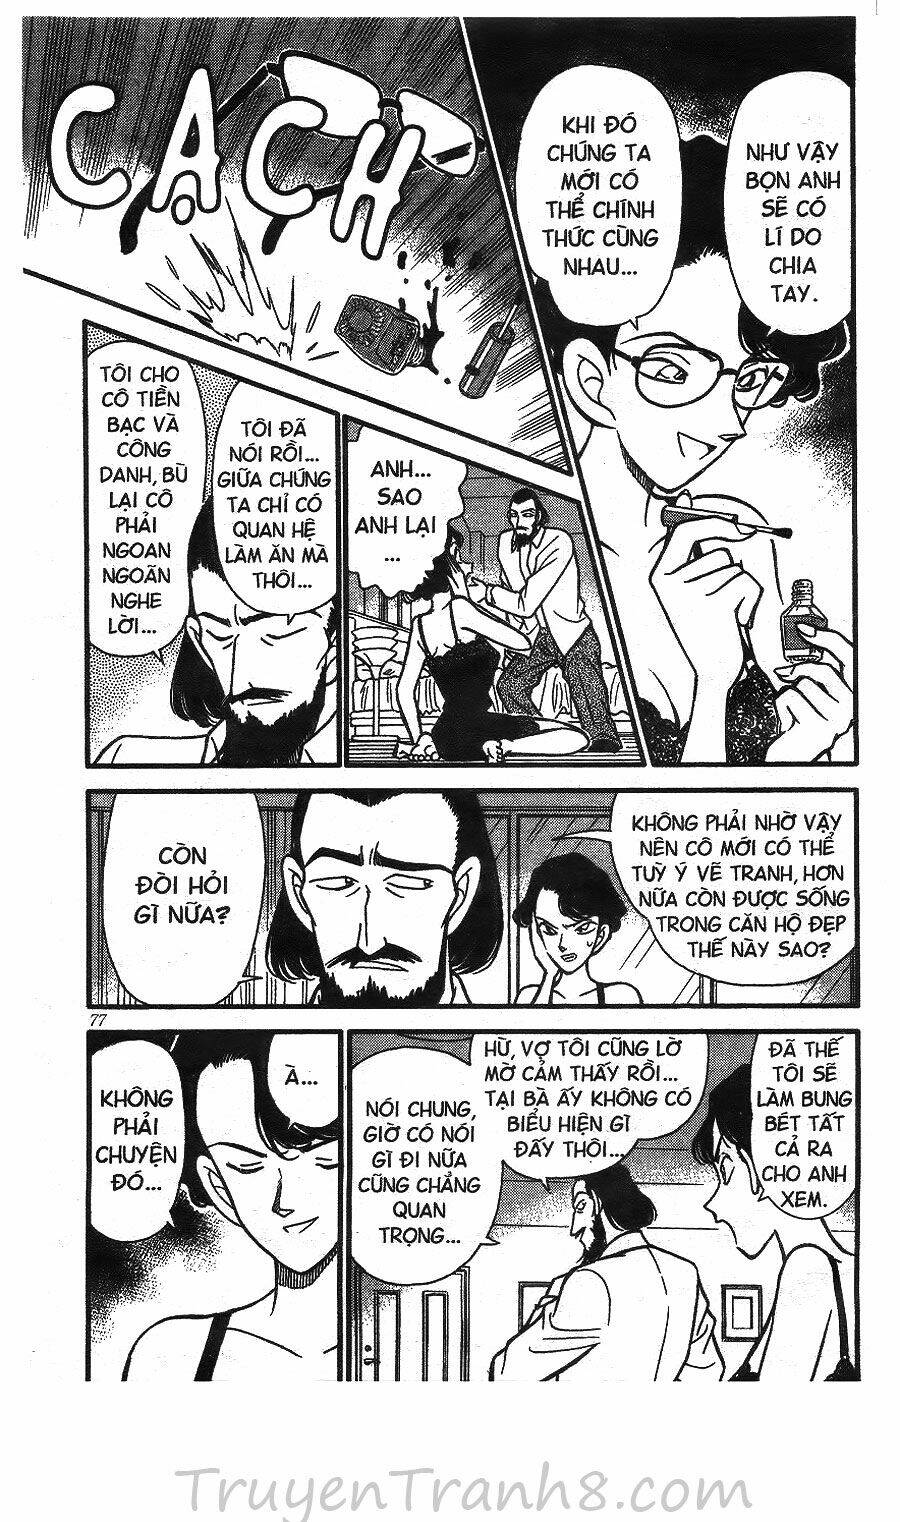 NHƯ VẬY
BỌN ANH
SẼ CÓ
LÍ DO
CHIA
TAY.
KHI ĐÓ
CHÚNG TA
MỚI CÓ
THỂ CHÍNH
THỨC CÙNG
NHAU...
CẠCH
ANH...
SAO
ANH LẠI
...
TÔI ĐÃ
NÓI RỒI...
GIỮA CHÚNG
TA CHỈ CÓ
QUAN HỆ
LÀM ĂN MÀ
THÔI...
TÔI CHO
CÔ TIỀN
BẠC VÀ
CÔNG
DANH, BÙ
LẠI CÔ
PHẢI
NGOAN
NGOÃN
NGHE
LỜI...
KHÔNG PHẢI NHỜ VẬY
NÊN CÔ MỚI CÓ THỂ
TUỲ Ý VẼ TRANH, HƠN
NỮA CÒN ĐƯỢC SỐNG
TRONG CĂN HỘ ĐẸP
THẾ NÀY SAO?
CÒN
ĐÒI HỎI
GÌ NỮA?
77
ĐÃ THẾ
TÔI SẼ
LÀM BUNG
BÉT TẤT
CẢ RA
CHO ANH
XEM.
HỪ, VỢ TÔI CŨNG LỜ
MỜ CẢM THẤY RỒI...
TẠI BÀ ẤY KHÔNG CÓ
BIỂU HIỆN GÌ
ĐẤY THÔI...
NÓI CHUNG,
GIỜ CÓ NÓI
GÌ ĐI NỮA
CŨNG CHẲNG
QUAN
TRỌNG...
À...
KHÔNG
PHẢI
CHUYỆN
ĐÓ...
TruyenTranh8.com